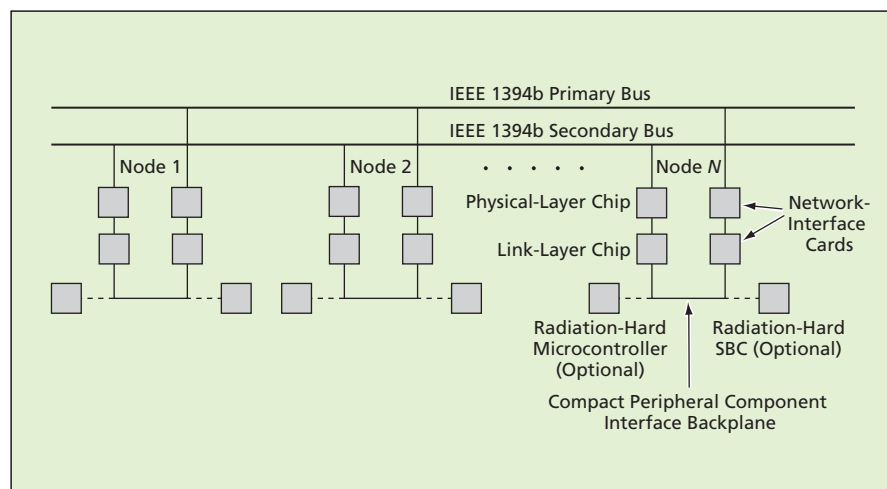 IEEE 1394b Primary Bus
IEEE 1394b Secondary Bus
Node 1
Node 2
. . . . .
Node N
Physical-Layer Chip
Link-Layer Chip
Network-
Interface
Cards
Radiation-Hard
Microcontroller
(Optional)
Radiation-Hard
SBC (Optional)
Compact Peripheral Component
Interface Backplane